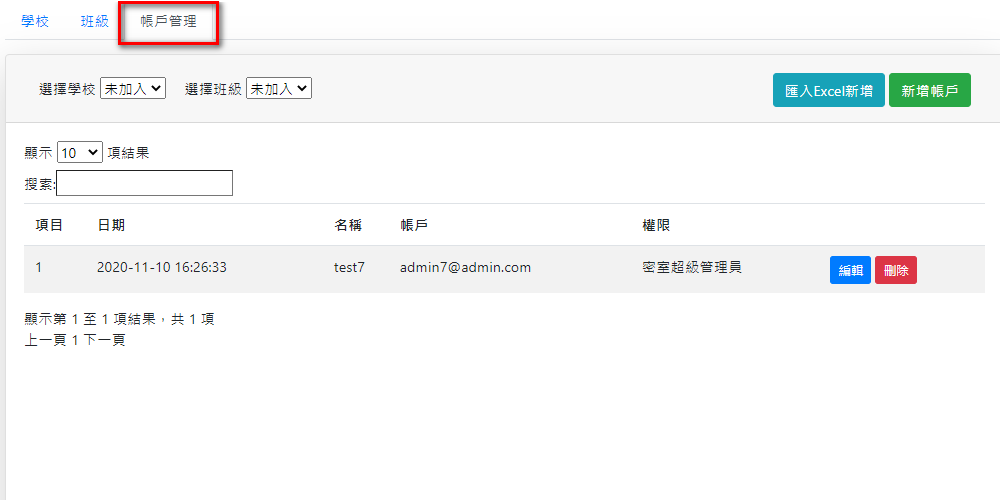 學校 班級 帳戶管理
選擇學校 未加入 選擇班級 未加入 匯入Excel新增 新增帳戶
顯示 10 項結果
搜索:
項目 日期 名稱 帳戶 權限
1 2020-11-10 16:26:33 test7 admin7@admin.com 密室超級管理員 編輯 刪除
顯示第 1 至 1 項結果，共 1 項
上一頁 1 下一頁